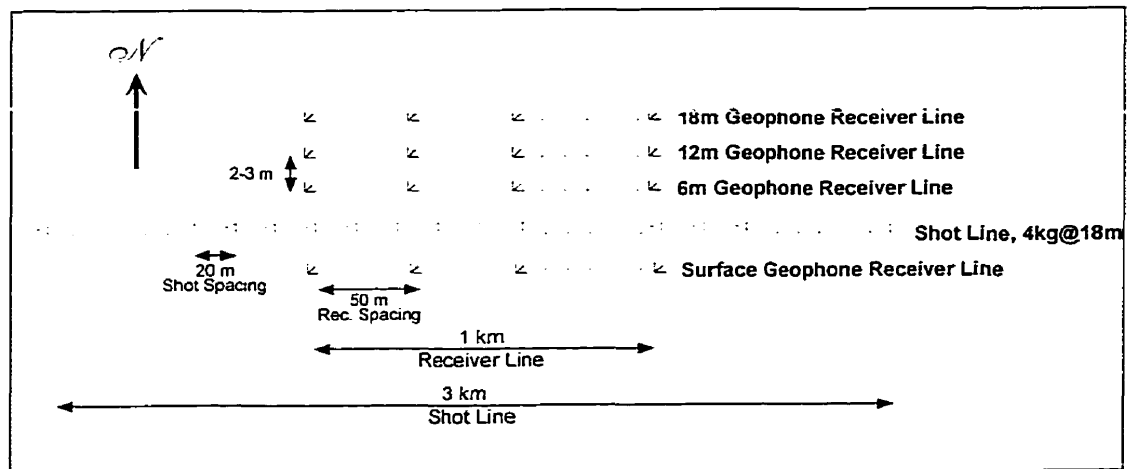 N
18m Geophone Receiver Line
12m Geophone Receiver Line
2-3 m
6m Geophone Receiver Line
Shot Line, 4kg@18m
20 m
Shot Spacing
Surface Geophone Receiver Line
50 m
Rec. Spacing
1 km
Receiver Line
3 km
Shot Line